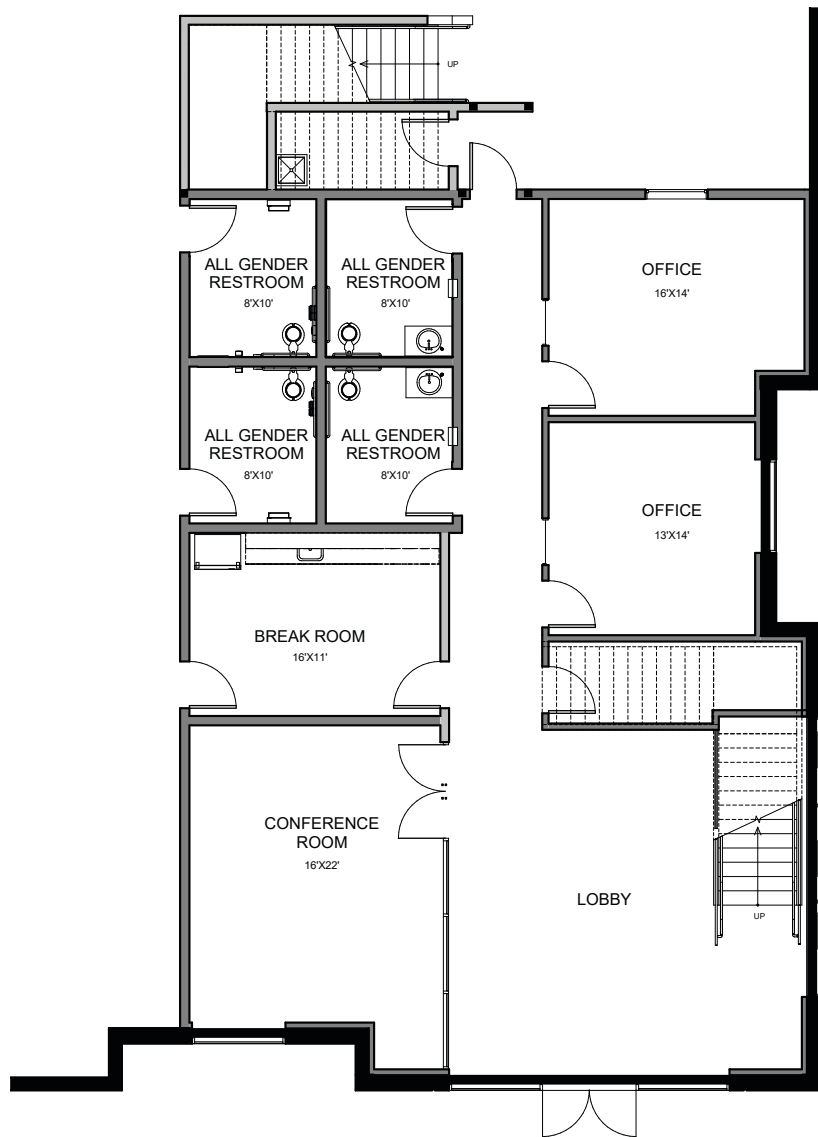 UP
ALL GENDER
RESTROOM
8'X10'
ALL GENDER
RESTROOM
8'X10'
OFFICE
16'X14'
ALL GENDER
RESTROOM
8'X10'
ALL GENDER
RESTROOM
8'X10'
OFFICE
13'X14'
BREAK ROOM
16'X11'
CONFERENCE
ROOM
16'X22'
LOBBY
UP